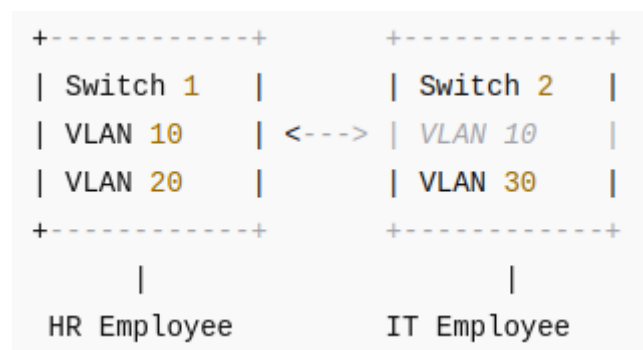 +------------+       +------------+
| Switch 1   |       | Switch 2   |
| VLAN 10    | <---> | VLAN 10    |
| VLAN 20    |       | VLAN 30    |
+------------+       +------------+
      |                     |
 HR Employee         IT Employee